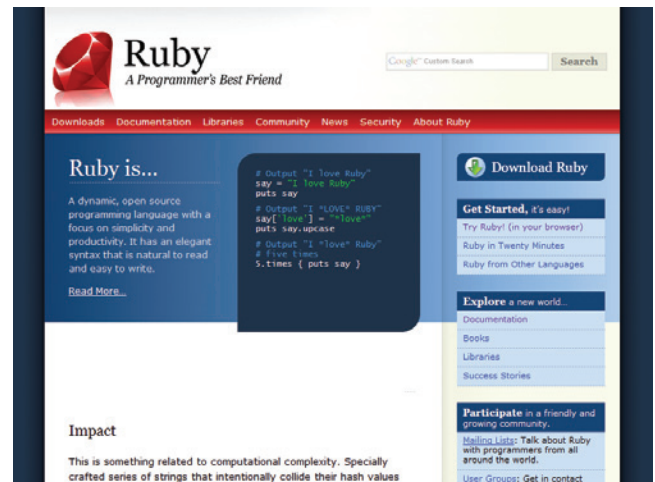 Ruby
A Programmer's Best Friend
Google™ Custom Search
Search
Downloads Documentation Libraries Community News Security About Ruby
Ruby is...
A dynamic, open source
programming language with a
focus on simplicity and
productivity. It has an elegant
syntax that is natural to read
and easy to write.
Read More...
# Output "I love Ruby"
say = "I love Ruby"
puts say
# Output "I *LOVE* RUBY"
say['love'] = "*love*"
puts say.upcase
# Output "I *love* Ruby"
# five times
5.times { puts say }
Download Ruby
Get Started, it's easy!
Try Ruby! (in your browser)
Ruby in Twenty Minutes
Ruby from Other Languages
Explore a new world...
Documentation
Books
Libraries
Success Stories
Participate in a friendly and
growing community.
Mailing Lists: Talk about Ruby
with programmers from all
around the world.
User Groups: Get in contact
Impact
This is something related to computational complexity. Specially
crafted series of strings that intentionally collide their hash values